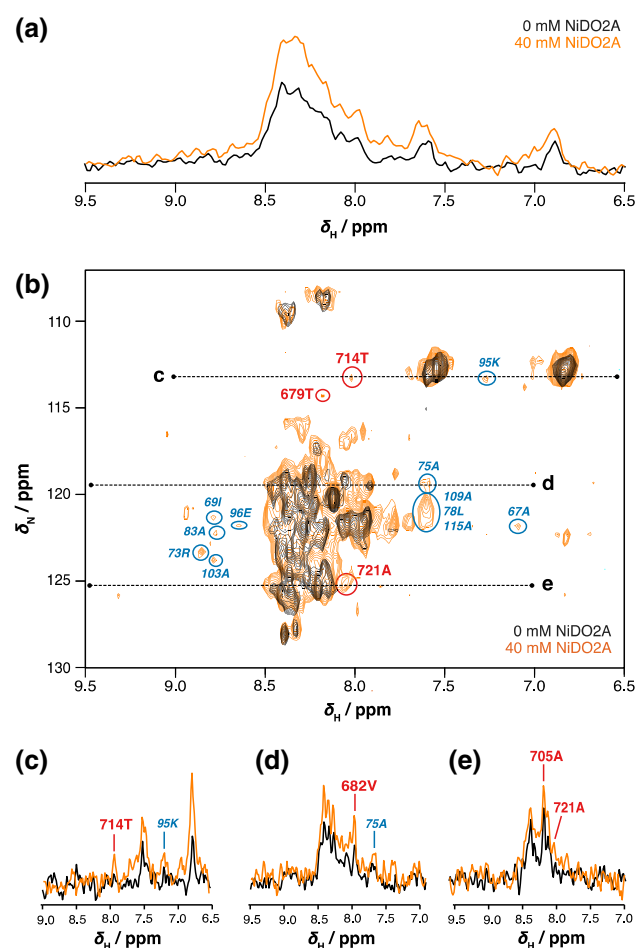 (a)
0 mM NiDO2A
40 mM NiDO2A
9.5 9.0 8.5 8.0 7.5 7.0 6.5
δH / ppm
(b)
110
115
120
125
130
δN / ppm
c
714T
95K
679T
75A
d
109A
78L
115A
69I
96E
83A
67A
73R
103A
721A
e
0 mM NiDO2A
40 mM NiDO2A
9.5 9.0 8.5 8.0 7.5 7.0 6.5
δH / ppm
(c)
714T
95K
9.0 8.5 8.0 7.5 7.0 6.5
δH / ppm
(d)
682V
75A
9.5 9.0 8.5 8.0 7.5 7.0
δH / ppm
(e)
705A
721A
9.5 9.0 8.5 8.0 7.5 7.0
δH / ppm